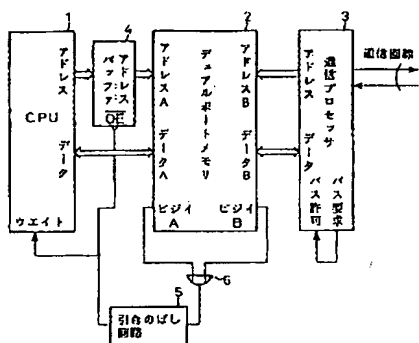 1
CPU
アドレス
データ
ウエイト
4
アドレスバッファ
OE
2
アドレスA
データA
デュアルポートメモリ
アドレスB
データB
ビジイ A
ビジイ B
3
アドレス
データ
通信プロセッサ
バス許可
バス要求
通信回線
6
5
引きのばし
回路